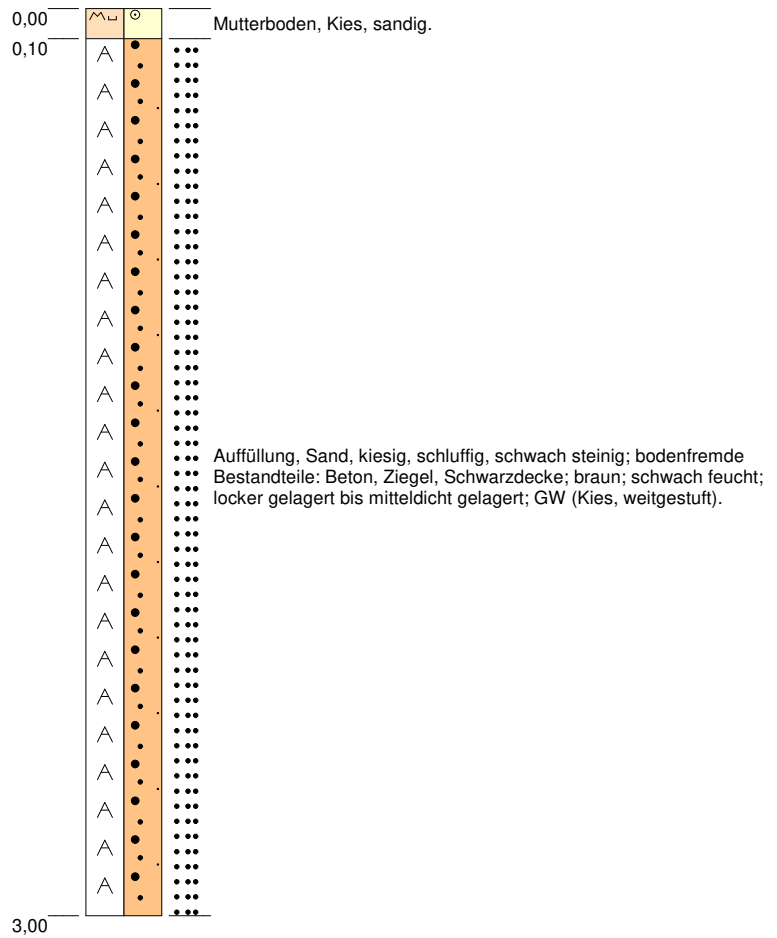 0,00
Mutterboden, Kies, sandig.
0,10
Auffüllung, Sand, kiesig, schluffig, schwach steinig; bodenfremde
Bestandteile: Beton, Ziegel, Schwarzdecke; braun; schwach feucht;
locker gelagert bis mitteldicht gelagert; GW (Kies, weitgestuft).
3,00